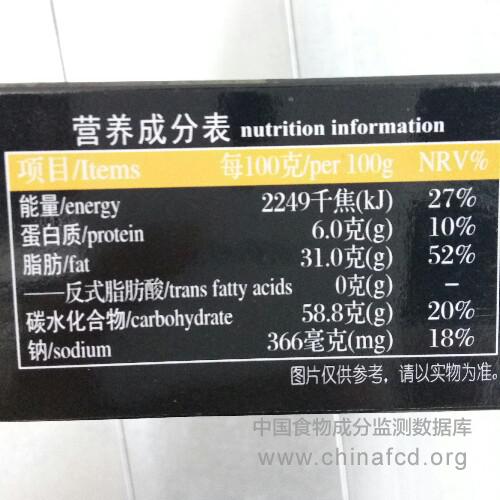 营养成分表 nutrition information
项目/Items 每100克/per 100g NRV%
能量/energy 2249千焦(kJ) 27%
蛋白质/protein 6.0克(g) 10%
脂肪/fat 31.0克(g) 52%
——反式脂肪酸/trans fatty acids 0克(g) –
碳水化合物/carbohydrate 58.8克(g) 20%
钠/sodium 366毫克(mg) 18%
图片仅供参考，请以实物为准。
中国食物成分监测数据库
www.chinafcd.org